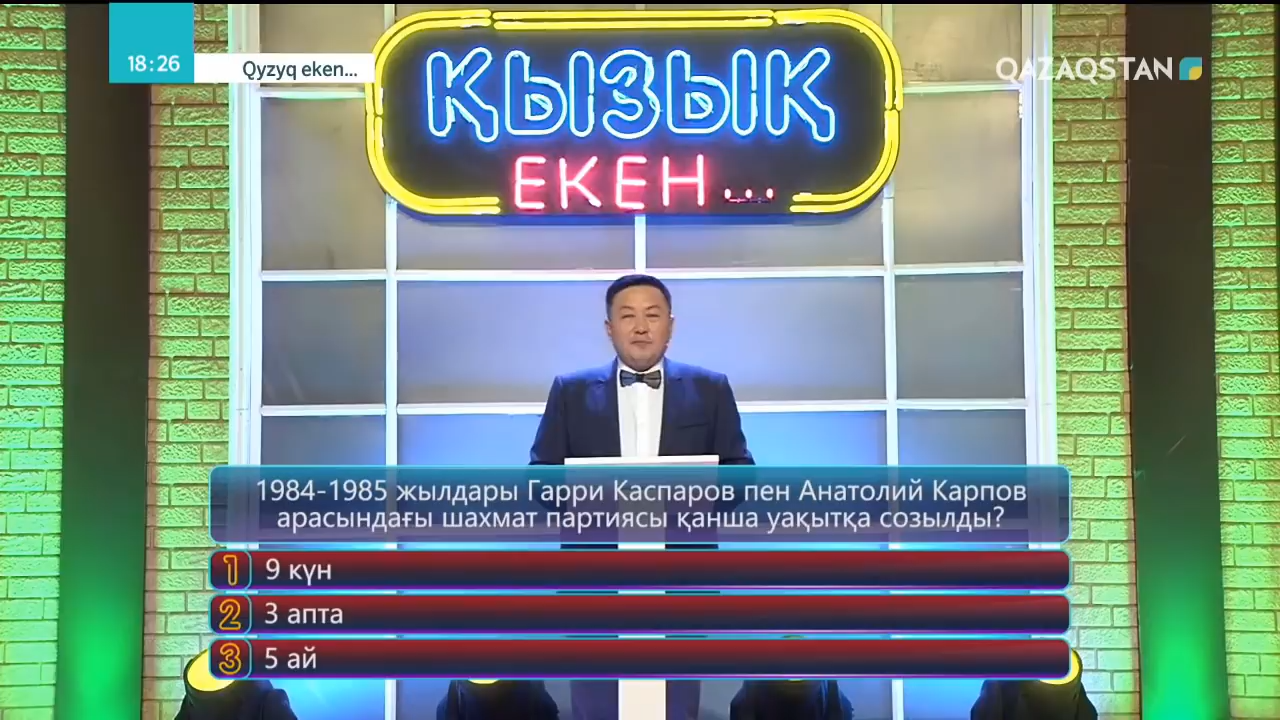 18:26
Qyzyq eken...
QAZAQSTAN
ҚЫЗЫҚ
ЕКЕН...
1984-1985 жылдары Гарри Каспаров пен Анатолий Карпов
арасындағы шахмат партиясы қанша уақытқа созылды?
1 9 күн
2 3 апта
3 5 ай